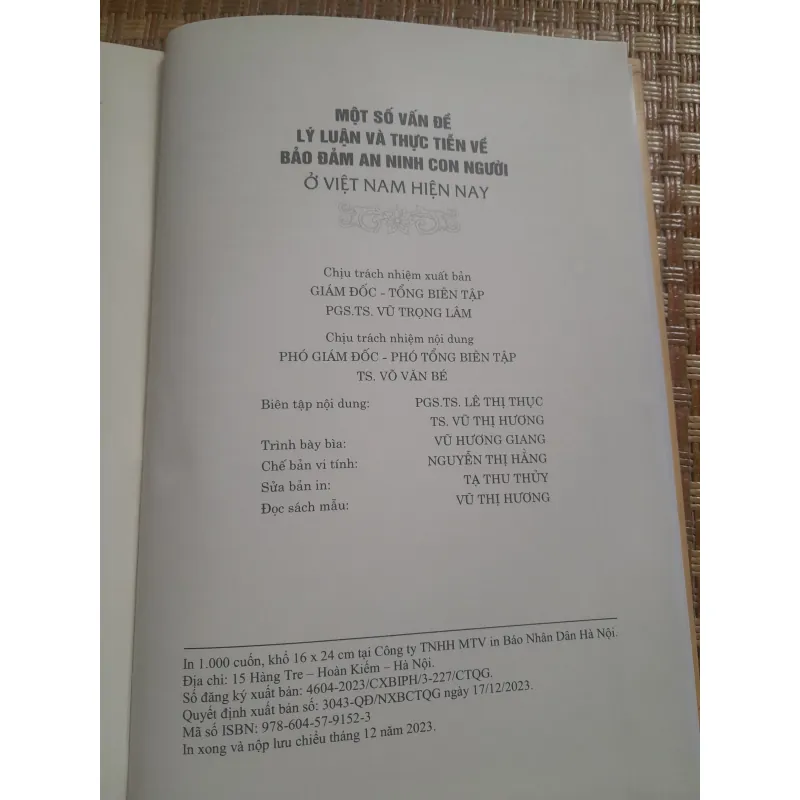 MỘT SỐ VẤN ĐỀ
LÝ LUẬN VÀ THỰC TIỄN VỀ
BẢO ĐẢM AN NINH CON NGƯỜI
Ở VIỆT NAM HIỆN NAY
Chịu trách nhiệm xuất bản
GIÁM ĐỐC - TỔNG BIÊN TẬP
PGS.TS. VŨ TRỌNG LÂM
Chịu trách nhiệm nội dung
PHÓ GIÁM ĐỐC - PHÓ TỔNG BIÊN TẬP
TS. VÕ VĂN BÉ
Biên tập nội dung: PGS.TS. LÊ THỊ THỤC
TS. VŨ THỊ HƯƠNG
Trình bày bìa: VŨ HƯƠNG GIANG
Chế bản vi tính: NGUYỄN THỊ HẰNG
Sửa bản in: TẠ THU THỦY
Đọc sách mẫu: VŨ THỊ HƯƠNG
In 1.000 cuốn, khổ 16 x 24 cm tại Công ty TNHH MTV in Báo Nhân Dân Hà Nội.
Địa chỉ: 15 Hàng Tre – Hoàn Kiếm – Hà Nội.
Số đăng ký xuất bản: 4604-2023/CXBIPH/3-227/CTQG.
Quyết định xuất bản số: 3043-QĐ/NXBCTQG ngày 17/12/2023.
Mã số ISBN: 978-604-57-9152-3
In xong và nộp lưu chiểu tháng 12 năm 2023.